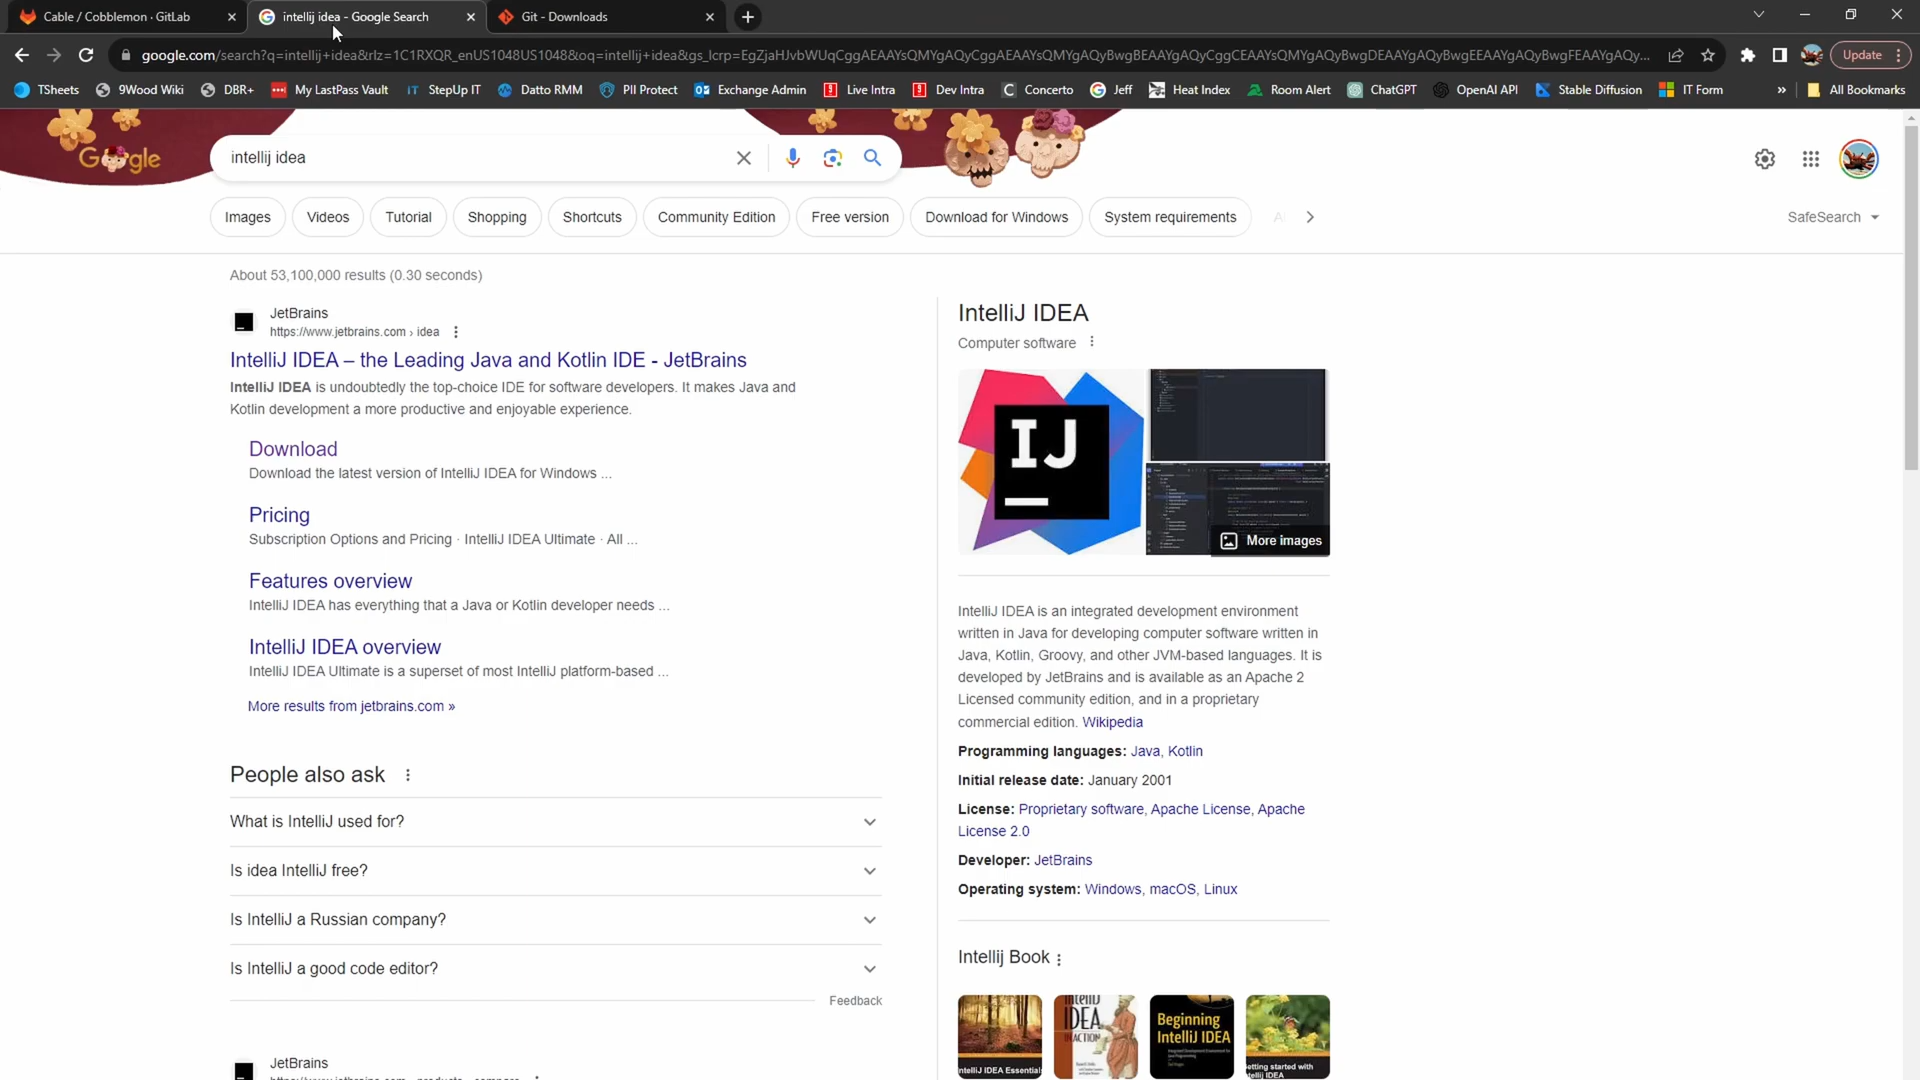 Cable / Cobblemon · GitLab
intellij idea - Google Search
Git - Downloads
google.com/search?q=intellij+idea&rlz=1C1RXQR_enUS1048US1048&oq=intellij+idea&gs_lcrp=EgZjaHJvbWUqCggAEAAYsQMYgAQyCggAEAAYsQMYgAQyBwgBEAAYgAQyCggCEAAYsQMYgAQyBwgDEAAYgAQyBwgEEAAYgAQyBwgFEAAYgAQ...
Update
TSheets
9Wood Wiki
DBR+
My LastPass Vault
StepUp IT
Datto RMM
PII Protect
Exchange Admin
Live Intra
Dev Intra
Concerto
Jeff
Heat Index
Room Alert
ChatGPT
OpenAI API
Stable Diffusion
IT Form
»
All Bookmarks
Google
intellij idea
Images
Videos
Tutorial
Shopping
Shortcuts
Community Edition
Free version
Download for Windows
System requirements
SafeSearch
About 53,100,000 results (0.30 seconds)
JetBrains
https://www.jetbrains.com › idea
IntelliJ IDEA – the Leading Java and Kotlin IDE - JetBrains
IntelliJ IDEA is undoubtedly the top-choice IDE for software developers. It makes Java and
Kotlin development a more productive and enjoyable experience.
Download
Download the latest version of IntelliJ IDEA for Windows ...
Pricing
Subscription Options and Pricing · IntelliJ IDEA Ultimate · All ...
Features overview
IntelliJ IDEA has everything that a Java or Kotlin developer needs ...
IntelliJ IDEA overview
IntelliJ IDEA Ultimate is a superset of most IntelliJ platform-based ...
More results from jetbrains.com »
People also ask
What is IntelliJ used for?
Is idea IntelliJ free?
Is IntelliJ a Russian company?
Is IntelliJ a good code editor?
Feedback
JetBrains
IntelliJ IDEA
Computer software
IJ
More images
IntelliJ IDEA is an integrated development environment
written in Java for developing computer software written in
Java, Kotlin, Groovy, and other JVM-based languages. It is
developed by JetBrains and is available as an Apache 2
Licensed community edition, and in a proprietary
commercial edition. Wikipedia
Programming languages: Java, Kotlin
Initial release date: January 2001
License: Proprietary software, Apache License, Apache
License 2.0
Developer: JetBrains
Operating system: Windows, macOS, Linux
Intellij Book
IntelliJ IDEA Essentials
IDEA
IN ACTION
Beginning
IntelliJ IDEA